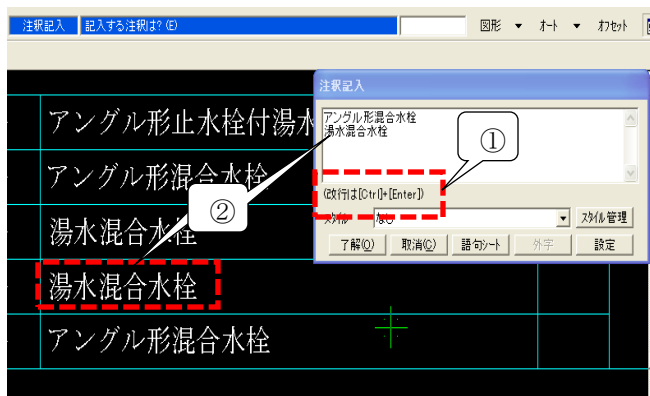 注釈記入 記入する注釈は?(E) 図形 オート オフセット
注釈記入
アングル形混合水栓
湯水混合水栓
(改行は[Ctrl]+[Enter])
スタイル なし スタイル管理
了解(O) 取消(C) 語句シート 外字 設定
①
②
アングル形止水栓付湯水
アングル形混合水栓
湯水混合水栓
湯水混合水栓
アングル形混合水栓